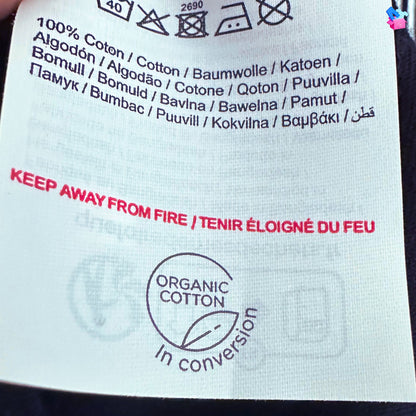 40
2690
100% Coton / Cotton / Baumwolle / Katoen /
Algodón / Algodão / Cotone / Qoton / Puuvilla /
Bomull / Bomuld / Bavlna / Bawelna / Pamut /
Памук / Bumbac / Puuvill / Kokvilna / Βαμβάκι / قطن /
KEEP AWAY FROM FIRE / TENIR ÉLOIGNÉ DU FEU
ORGANIC
COTTON
In conversion